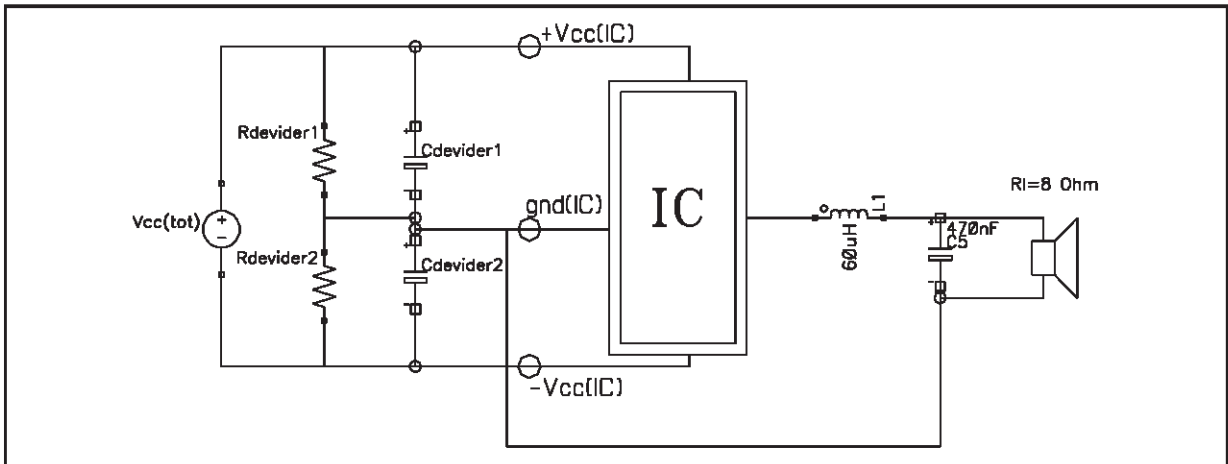 +Vcc(IC)
Rdevider1
Cdevider1
Vcc(tot)
+
-
gnd(IC)
IC
Rl=8 Ohm
L1
60uH
470nF
C5
Rdevider2
Cdevider2
-Vcc(IC)